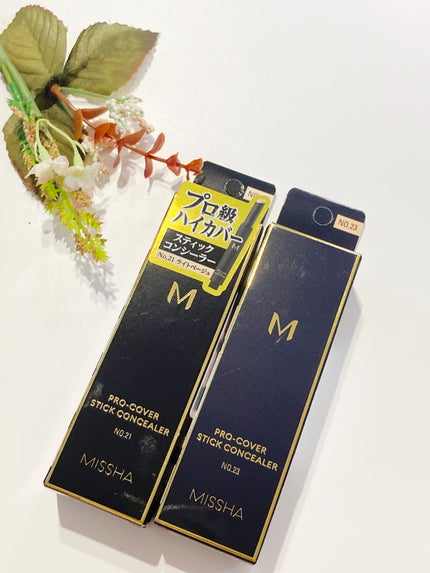 プロ級
ハイカバー
スティック
コンシーラー
No.21 ライトベージュ
M
PRO-COVER
STICK CONCEALER
NO.21
MISSHA
NO.23
M
PRO-COVER
STICK CONCEALER
NO.23
MISSHA